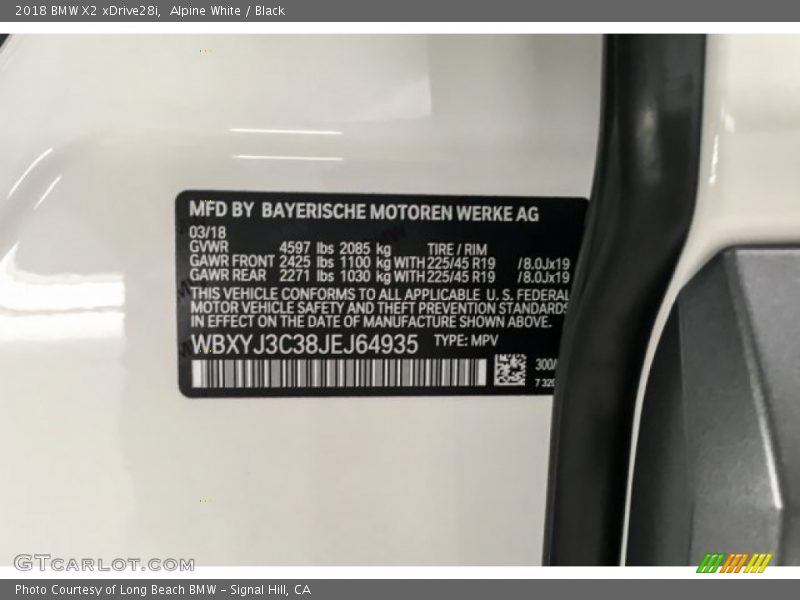 2018 BMW X2 xDrive28i,  Alpine White / Black
MFD BY BAYERISCHE MOTOREN WERKE AG
03/18
GVWR 4597 lbs 2085 kg TIRE / RIM
GAWR FRONT 2425 lbs 1100 kg WITH 225/45 R19 /8.0Jx19
GAWR REAR 2271 lbs 1030 kg WITH 225/45 R19 /8.0Jx19
THIS VEHICLE CONFORMS TO ALL APPLICABLE U. S. FEDERAL
MOTOR VEHICLE SAFETY AND THEFT PREVENTION STANDARDS
IN EFFECT ON THE DATE OF MANUFACTURE SHOWN ABOVE.
WBXYJ3C38JEJ64935 TYPE: MPV
300/
7 320
GTcarlot.com
Photo Courtesy of Long Beach BMW – Signal Hill, CA